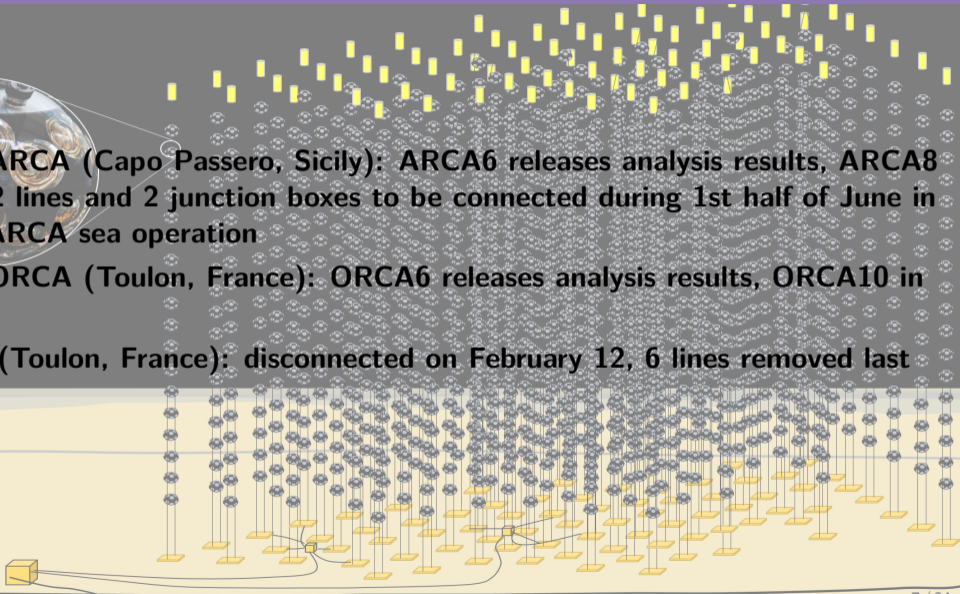 ARCA (Capo Passero, Sicily): ARCA6 releases analysis results, ARCA8
2 lines and 2 junction boxes to be connected during 1st half of June in
ARCA sea operation
ORCA (Toulon, France): ORCA6 releases analysis results, ORCA10 in
(Toulon, France): disconnected on February 12, 6 lines removed last